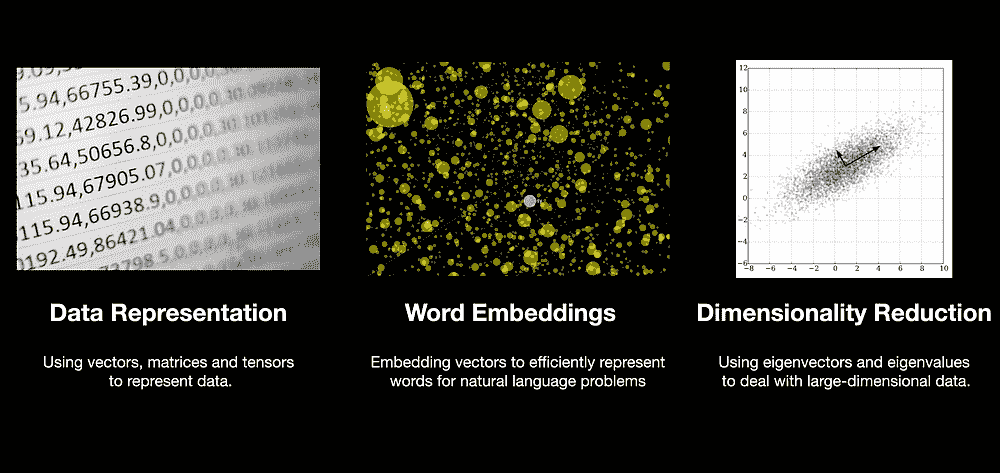 5.94,66755.39,0,0,0,0
59.12,42826.99,0,0,0,0
35.64,50656.8,0,0,0,0
115.94,67905.07,0,0,0,0
115.94,66938.9,0,0,0,0
192.49,86421.04,0,0,0,0
12
10
8
6
4
2
0
−2
−4
−6
−8
−6
−4
−2
0
2
4
6
8
10
Data Representation
Word Embeddings
Dimensionality Reduction
Using vectors, matrices and tensors
to represent data.
Embedding vectors to efficiently represent
words for natural language problems
Using eigenvectors and eigenvalues
to deal with large-dimensional data.